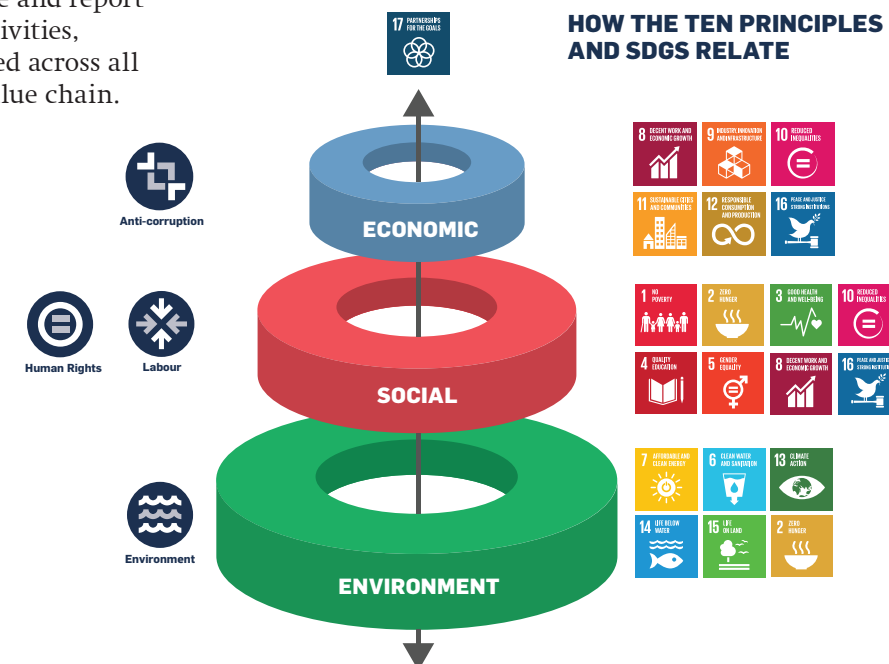 e and report
ivities,
ed across all
lue chain.
HOW THE TEN PRINCIPLES
AND SDGS RELATE
17 PARTNERSHIPS
FOR THE GOALS
Anti-corruption
ECONOMIC
8 DECENT WORK AND
ECONOMIC GROWTH
9 INDUSTRY, INNOVATION
AND INFRASTRUCTURE
10 REDUCED
INEQUALITIES
11 SUSTAINABLE CITIES
AND COMMUNITIES
12 RESPONSIBLE
CONSUMPTION
AND PRODUCTION
16 PEACE AND JUSTICE
STRONG INSTITUTIONS
Human Rights
Labour
SOCIAL
1 NO
POVERTY
2 ZERO
HUNGER
3 GOOD HEALTH
AND WELL-BEING
10 REDUCED
INEQUALITIES
4 QUALITY
EDUCATION
5 GENDER
EQUALITY
8 DECENT WORK AND
ECONOMIC GROWTH
16 PEACE AND JUSTICE
STRONG INSTITUTI
Environment
ENVIRONMENT
7 AFFORDABLE AND
CLEAN ENERGY
6 CLEAN WATER
AND SANITATION
13 CLIMATE
ACTION
14 LIFE BELOW
WATER
15 LIFE
ON LAND
2 ZERO
HUNGER